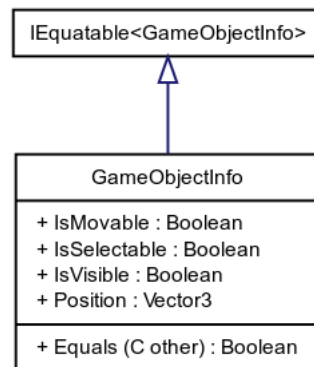 IEquatable<GameObjectInfo>
GameObjectInfo
+ IsMovable : Boolean
+ IsSelectable : Boolean
+ IsVisible : Boolean
+ Position : Vector3
+ Equals (C other) : Boolean